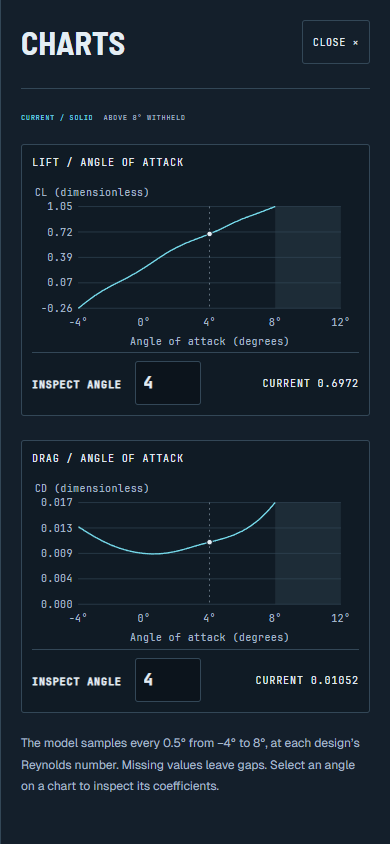 CHARTS
CLOSE ×
CURRENT / SOLID ABOVE 8° WITHHELD
LIFT / ANGLE OF ATTACK
CL (dimensionless)
1.05
0.72
0.39
0.07
-0.26
-4° 0° 4° 8° 12°
Angle of attack (degrees)
INSPECT ANGLE 4 CURRENT 0.6972
DRAG / ANGLE OF ATTACK
CD (dimensionless)
0.017
0.013
0.009
0.004
0.000
-4° 0° 4° 8° 12°
Angle of attack (degrees)
INSPECT ANGLE 4 CURRENT 0.01052
The model samples every 0.5° from −4° to 8°, at each design’s
Reynolds number. Missing values leave gaps. Select an angle
on a chart to inspect its coefficients.